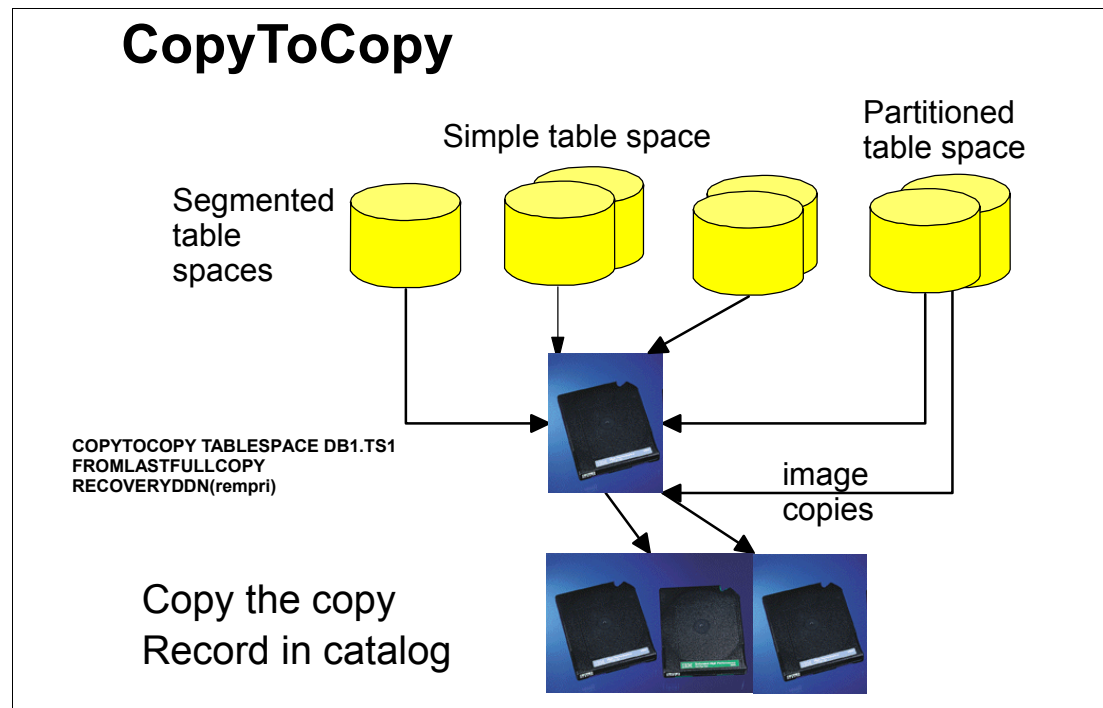 CopyToCopy
Simple table space
Partitioned
table space
Segmented
table
spaces
COPYTOCOPY TABLESPACE DB1.TS1
FROMLASTFULLCOPY
RECOVERYDDN(rempri)
image
copies
Copy the copy
Record in catalog